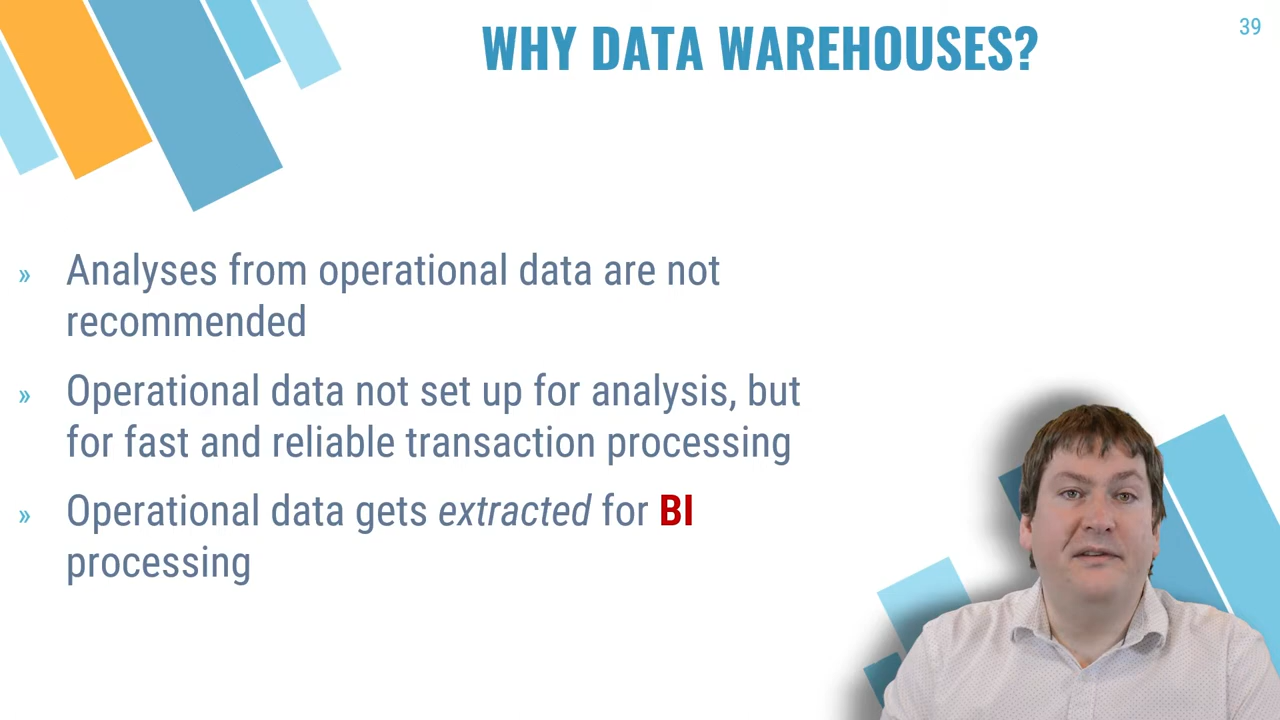 39
WHY DATA WAREHOUSES?
» Analyses from operational data are not
recommended
» Operational data not set up for analysis, but
for fast and reliable transaction processing
» Operational data gets extracted for BI
processing